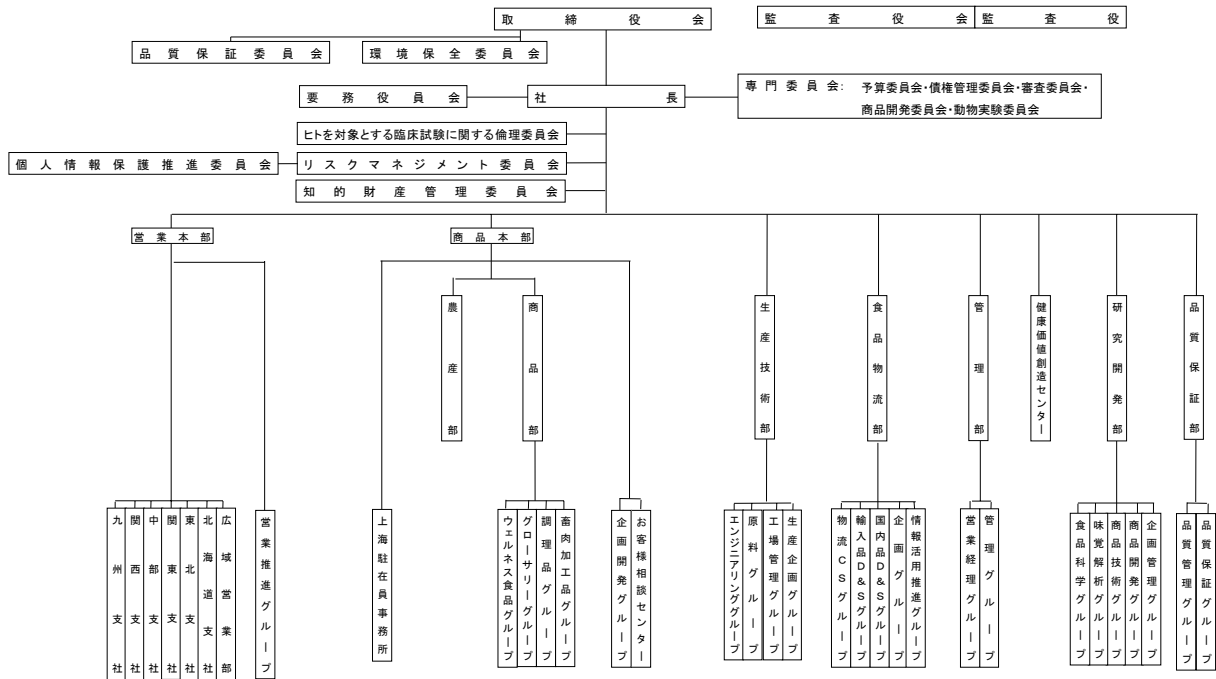 取締役会
監査役会
監査役
品質保証委員会
環境保全委員会
要務役員会
社長
専門委員会： 予算委員会・債権管理委員会・審査委員会・
商品開発委員会・動物実験委員会
ヒトを対象とする臨床試験に関する倫理委員会
個人情報保護推進委員会
リスクマネジメント委員会
知的財産管理委員会
営業本部
商品本部
農産部
商品部
生産技術部
食品物流部
管理部
健康価値創造センター
研究開発部
品質保証部
九州支社
関西支社
中部支社
関東支社
東北支社
北海道支社
広域営業部
営業推進グループ
上海駐在員事務所
ウェルネス食品グループ
グローサリーグループ
調理品グループ
畜肉加工品グループ
企画開発グループ
お客様相談センター
エンジニアリンググループ
原料グループ
工場管理グループ
生産企画グループ
物流CSグループ
輸入品D&Sグループ
国内品D&Sグループ
企画グループ
情報活用推進グループ
営業経理グループ
管理グループ
食品科学グループ
味覚解析グループ
商品技術グループ
商品開発グループ
企画管理グループ
品質管理グループ
品質保証グループ